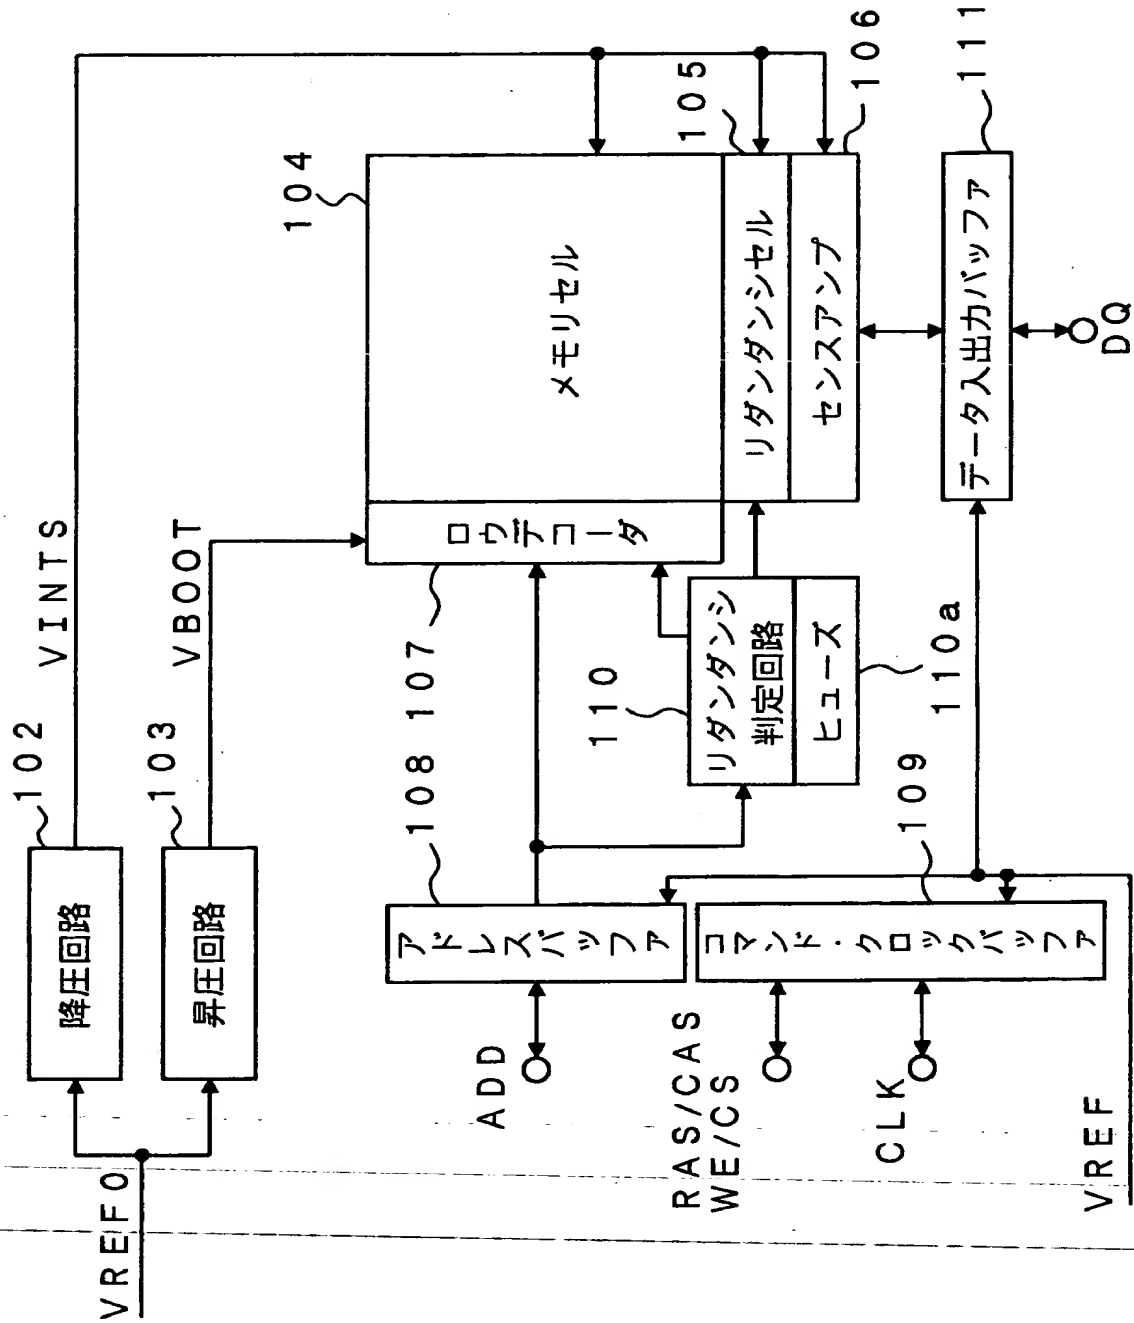 VREF0
102
降圧回路
VINTS
103
昇圧回路
VBOOT
104
メモリセル
105
リダンダンシセル
106
センスアンプ
107
ロウデコーダ
108
アドレスバッファ
ADD
110
リダンダンシ
判定回路
ヒューズ
110a
109
コマンド・クロックバッファ
RAS/CAS
WE/CS
CLK
VREF
111
データ入出力バッファ
DQ